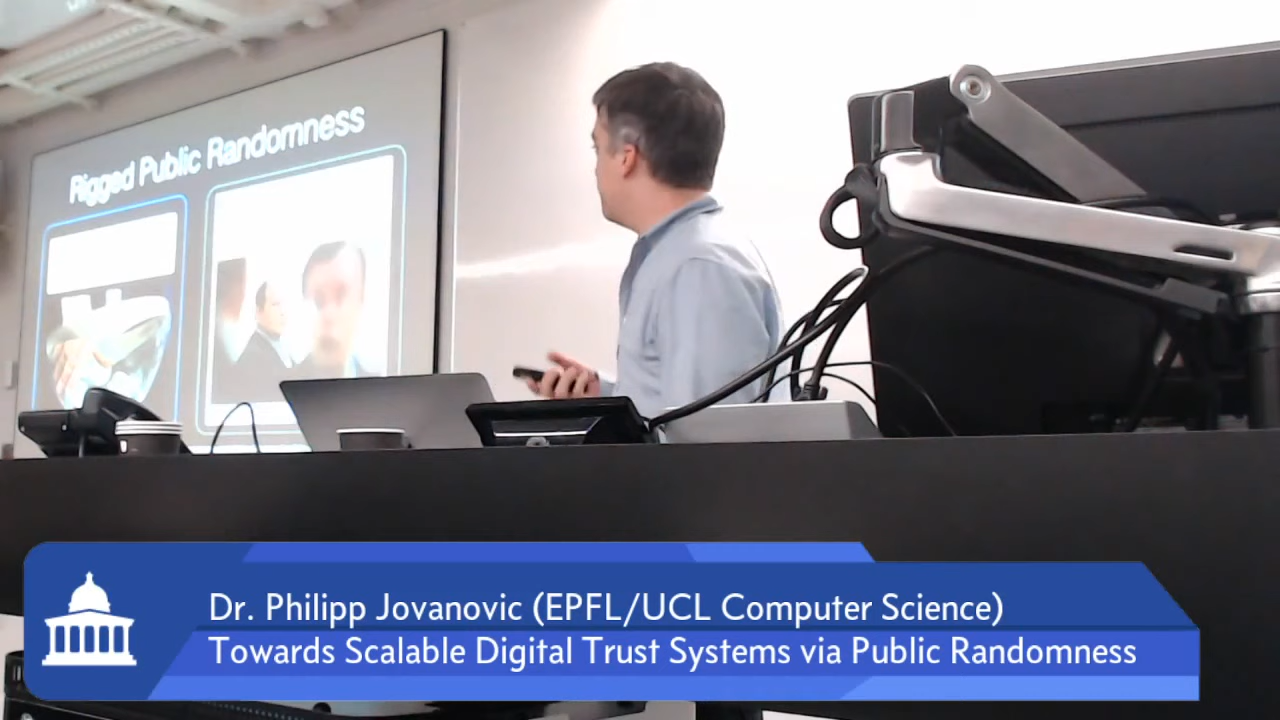 Rigged Public Randomness
Dr. Philipp Jovanovic (EPFL/UCL Computer Science)
Towards Scalable Digital Trust Systems via Public Randomness